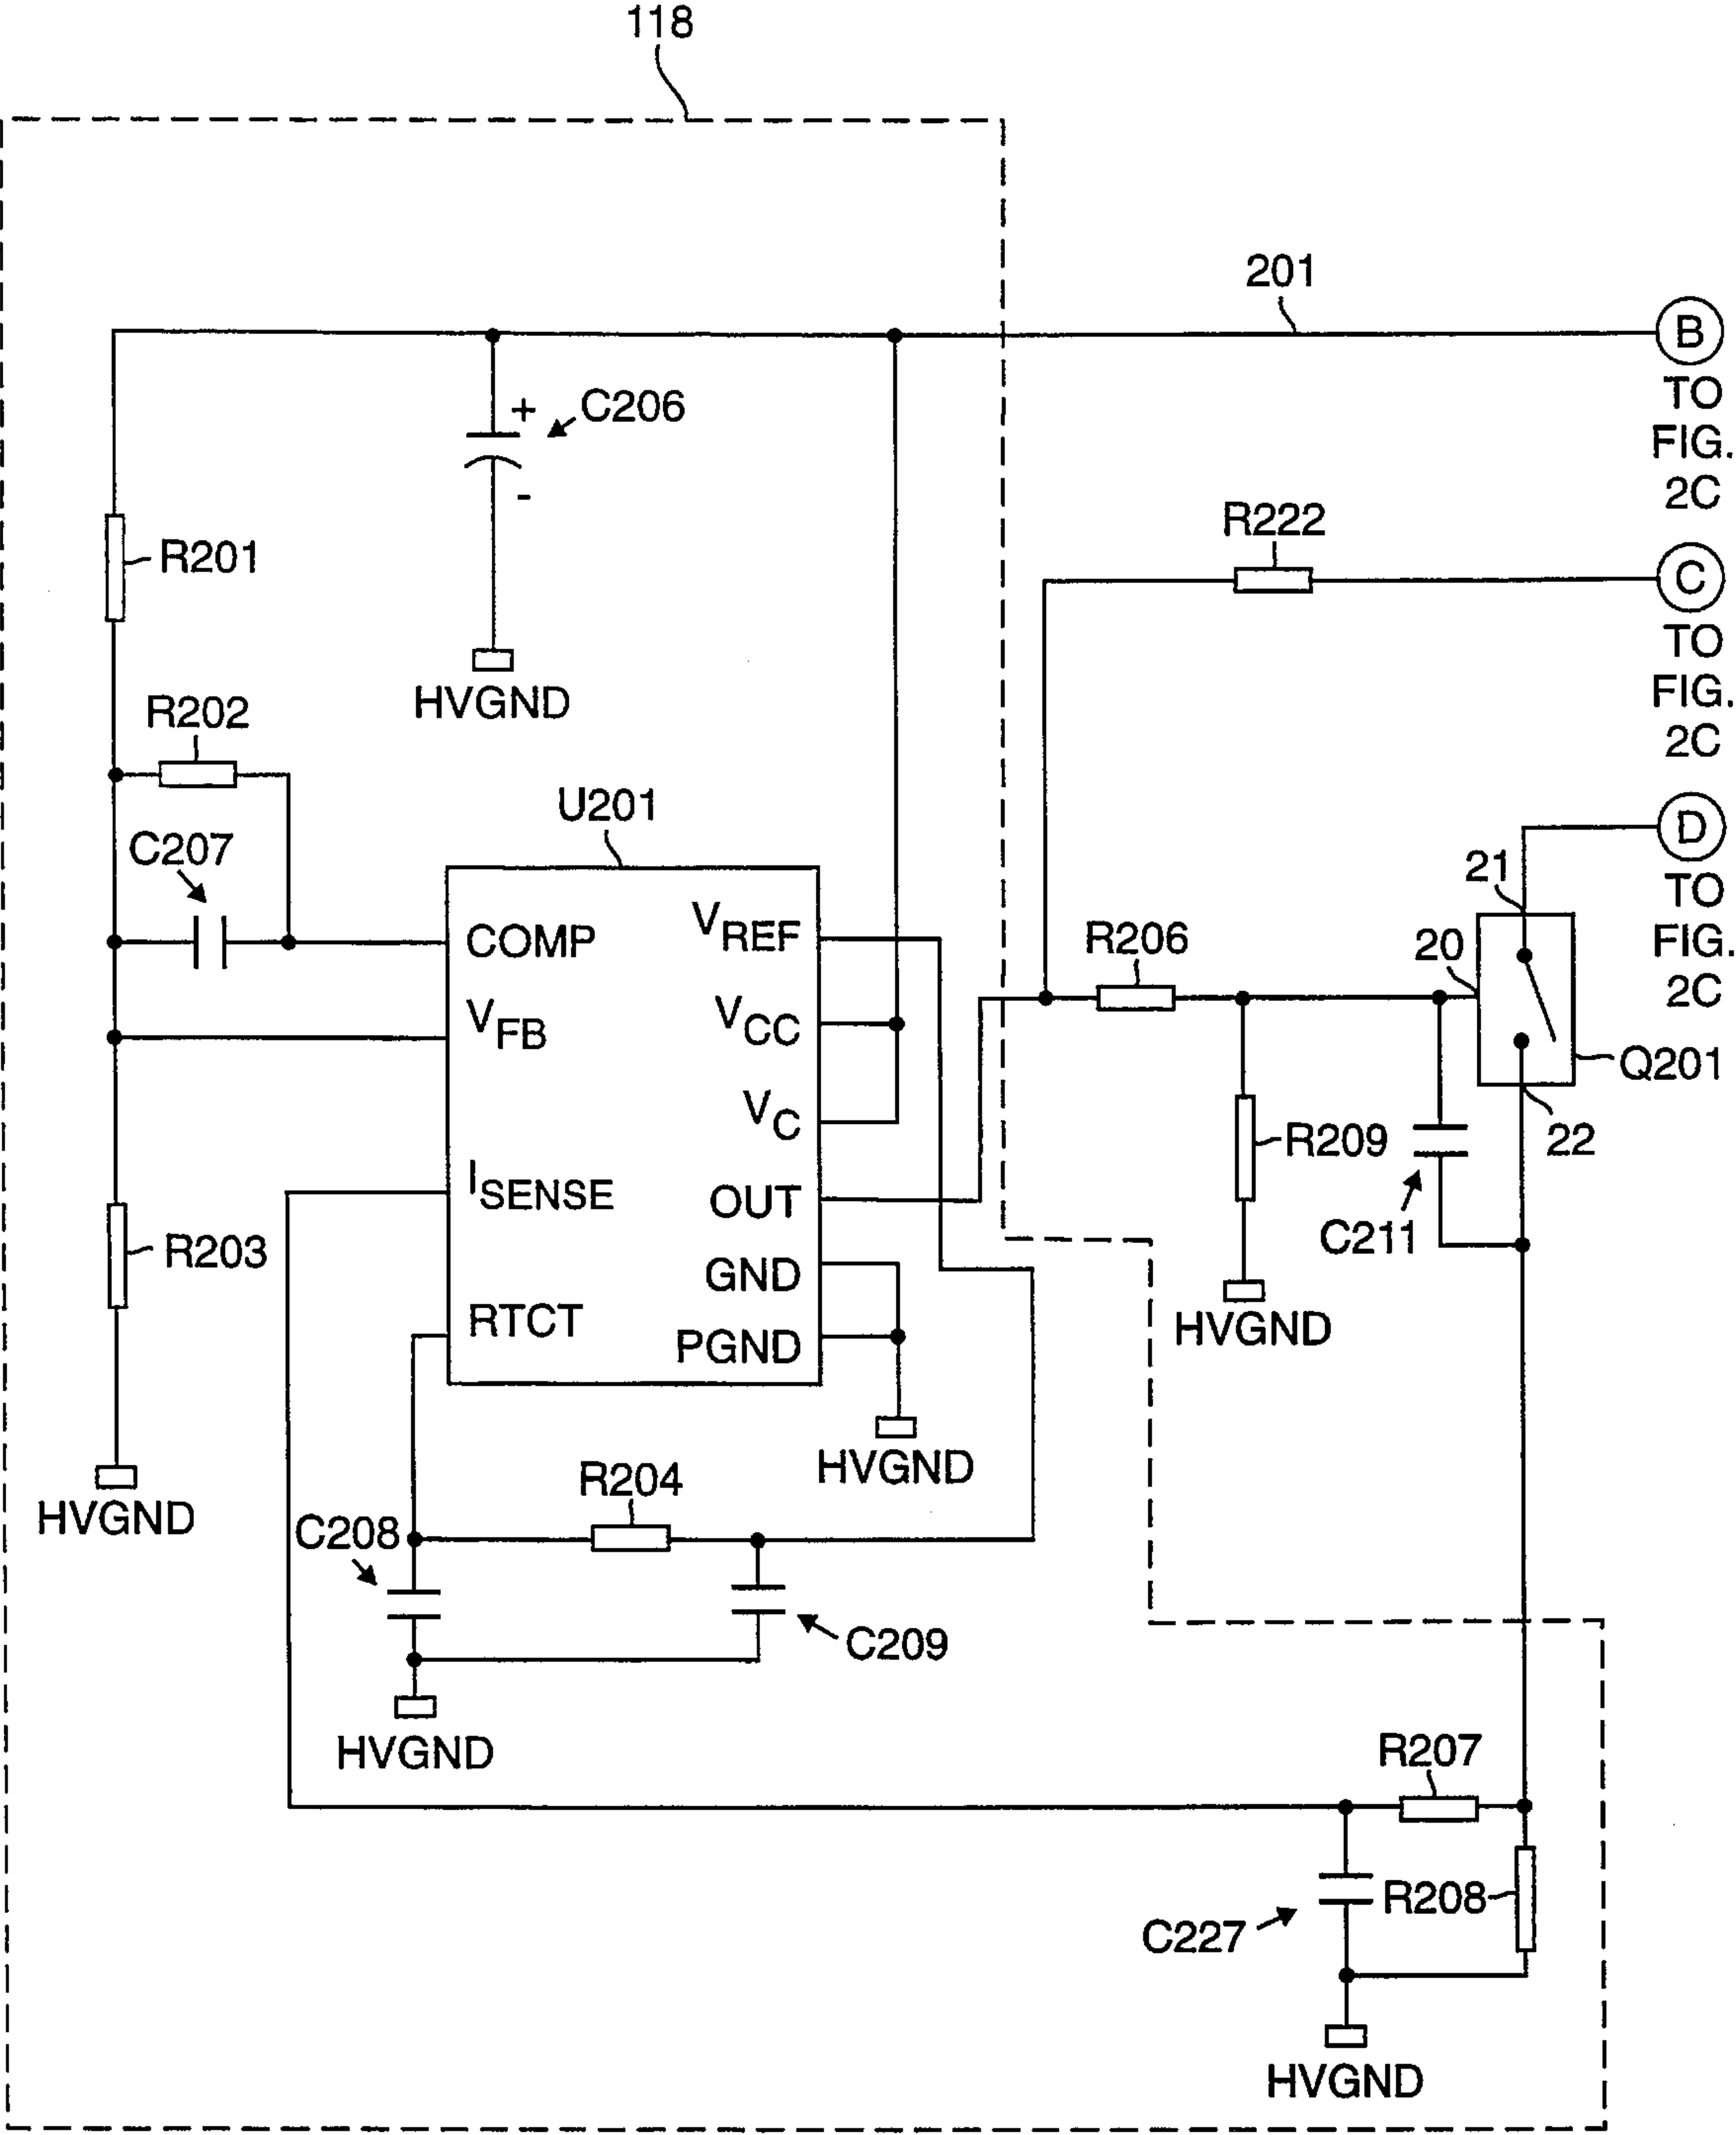 118
201
B
TO
FIG.
2C
+
C206
-
R222
C
TO
FIG.
2C
R201
HVGND
R202
U201
D
TO
FIG.
2C
C207
21
COMP
VREF
R206
20
VFB
VCC
Q201
VC
R209
22
ISENSE
OUT
C211
R203
GND
RTCT
PGND
HVGND
HVGND
R204
HVGND
C208
C209
HVGND
R207
R208
C227
HVGND